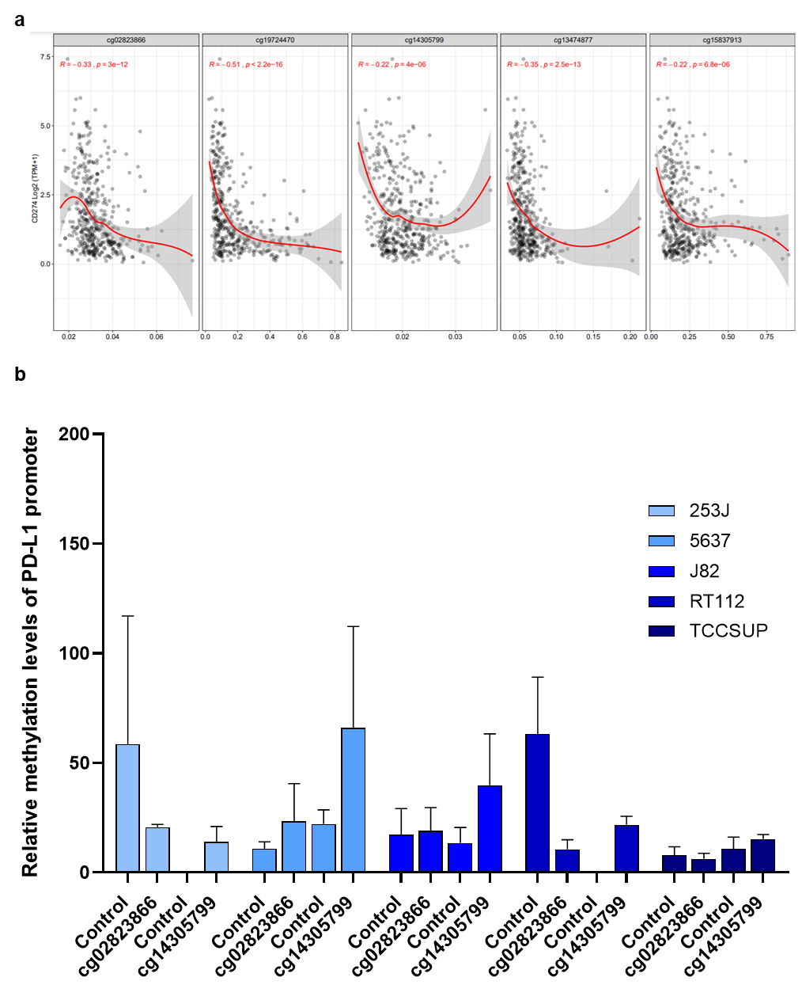 a
cg02823866 cg19724470 cg14305799 cg13474877 cg15837913
R = −0.33 , p = 3e−12 R = −0.51 , p < 2.2e−16 R = −0.22 , p = 4e−06 R = −0.35 , p = 2.5e−13 R = −0.22 , p = 6.8e−06
CD274 Log2 (TPM+1)
7.5
5.0
2.5
0.0
0.02 0.04 0.06 0.0 0.2 0.4 0.6 0.8 0.02 0.03 0.05 0.10 0.15 0.20 0.00 0.25 0.50 0.75
b
Relative methylation levels of PD-L1 promoter
200
150
100
50
0
253J
5637
J82
RT112
TCCSUP
Control cg02823866 Control cg14305799 Control cg02823866 Control cg14305799 Control cg02823866 Control cg14305799 Control cg02823866 Control cg14305799 Control cg02823866 Control cg14305799